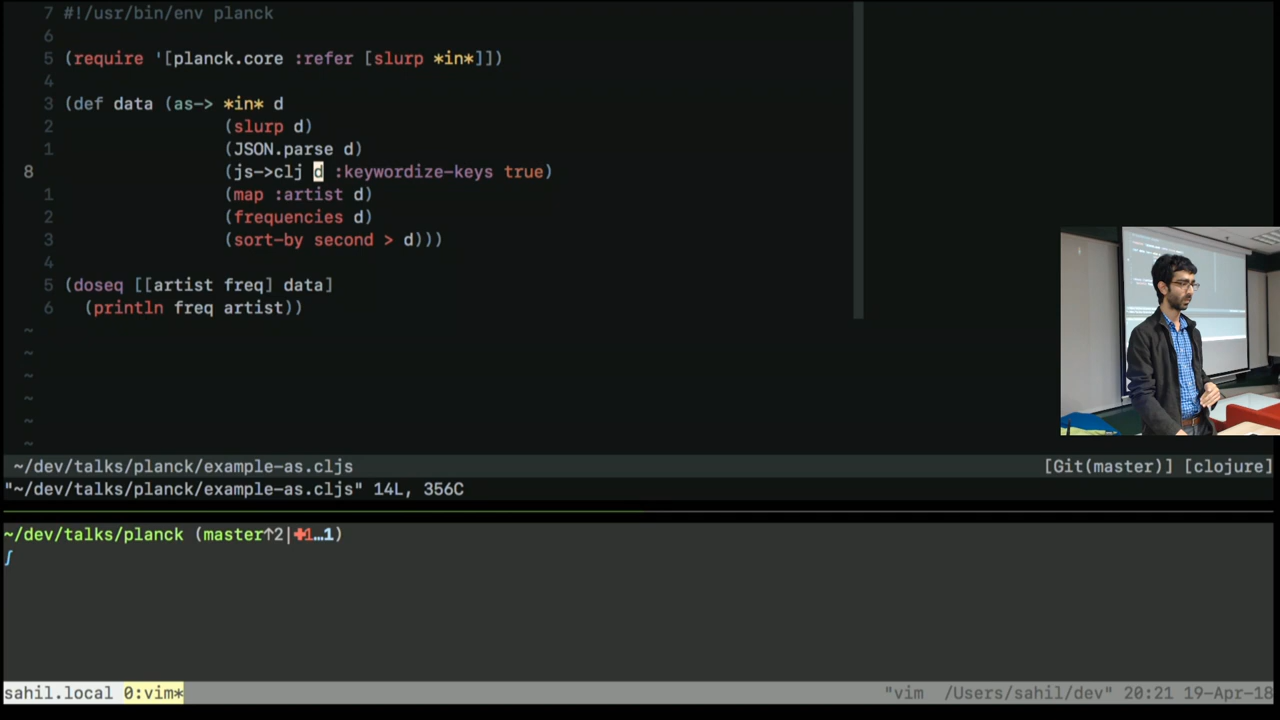 7 #!/usr/bin/env planck
6
5 (require '[planck.core :refer [slurp *in*]])
4
3 (def data (as-> *in* d
2 (slurp d)
1 (JSON.parse d)
8 (js->clj d :keywordize-keys true)
1 (map :artist d)
2 (frequencies d)
3 (sort-by second > d)))
4
5 (doseq [[artist freq] data]
6 (println freq artist))
~
~
~
~
~
~
~/dev/talks/planck/example-as.cljs [Git(master)] [clojure]
"~/dev/talks/planck/example-as.cljs" 14L, 356C
~/dev/talks/planck (master↑2|✚1…1)
∫
sahil.local 0:vim* "vim /Users/sahil/dev" 20:21 19-Apr-18